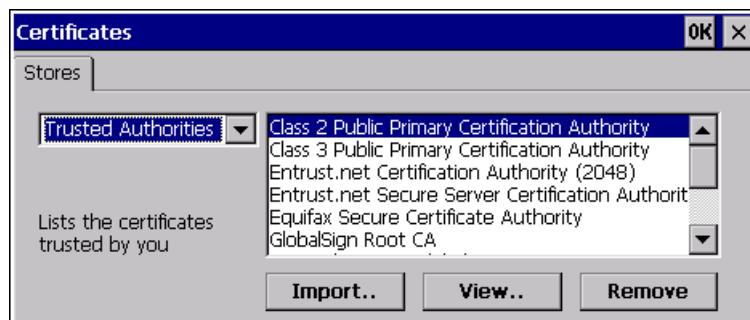 Certificates
OK
Stores
Trusted Authorities
Class 2 Public Primary Certification Authority
Class 3 Public Primary Certification Authority
Entrust.net Certification Authority (2048)
Entrust.net Secure Server Certification Authorit
Equifax Secure Certificate Authority
GlobalSign Root CA
Lists the certificates
trusted by you
Import..
View..
Remove